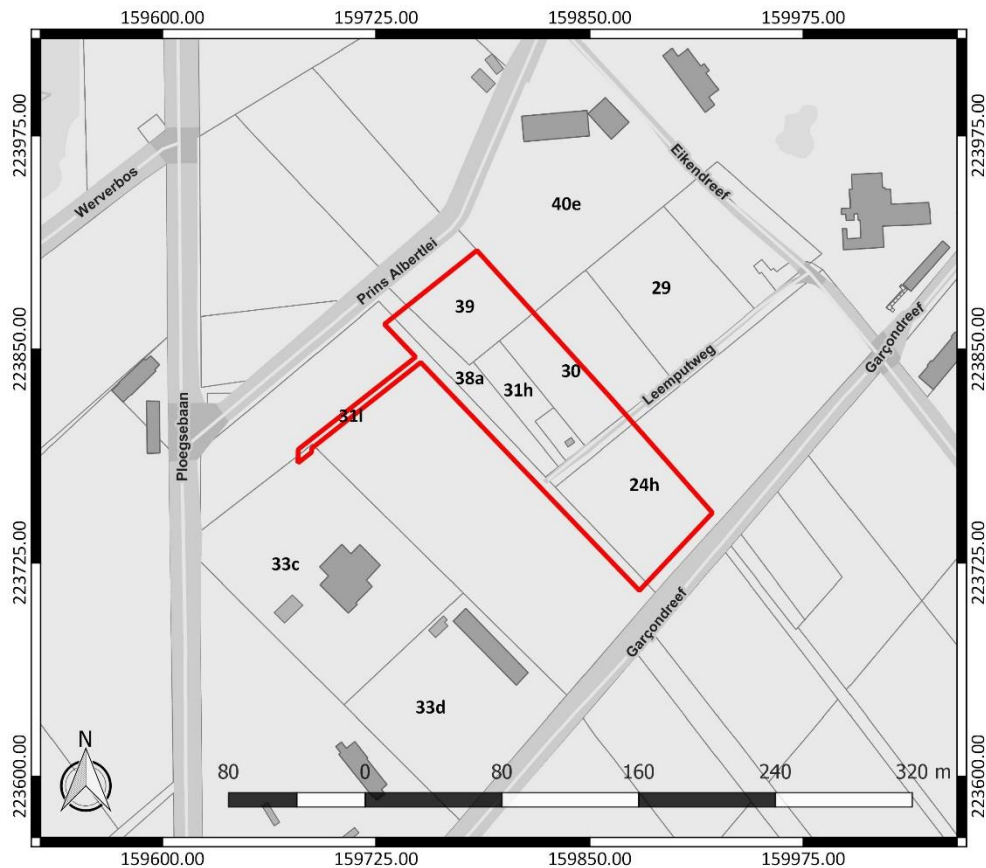 159600.00 159725.00 159850.00 159975.00
223975.00 223975.00
Werverbos
Eikendreef
40e
Prins Albertlei
29
39
223850.00 223850.00
Garçondreef
30
38a
31h
Leemputweg
31l
Ploegsebaan
24h
223725.00 223725.00
33c
Garçondreef
33d
223600.00 223600.00
N
80 0 80 160 240 320 m
159600.00 159725.00 159850.00 159975.00